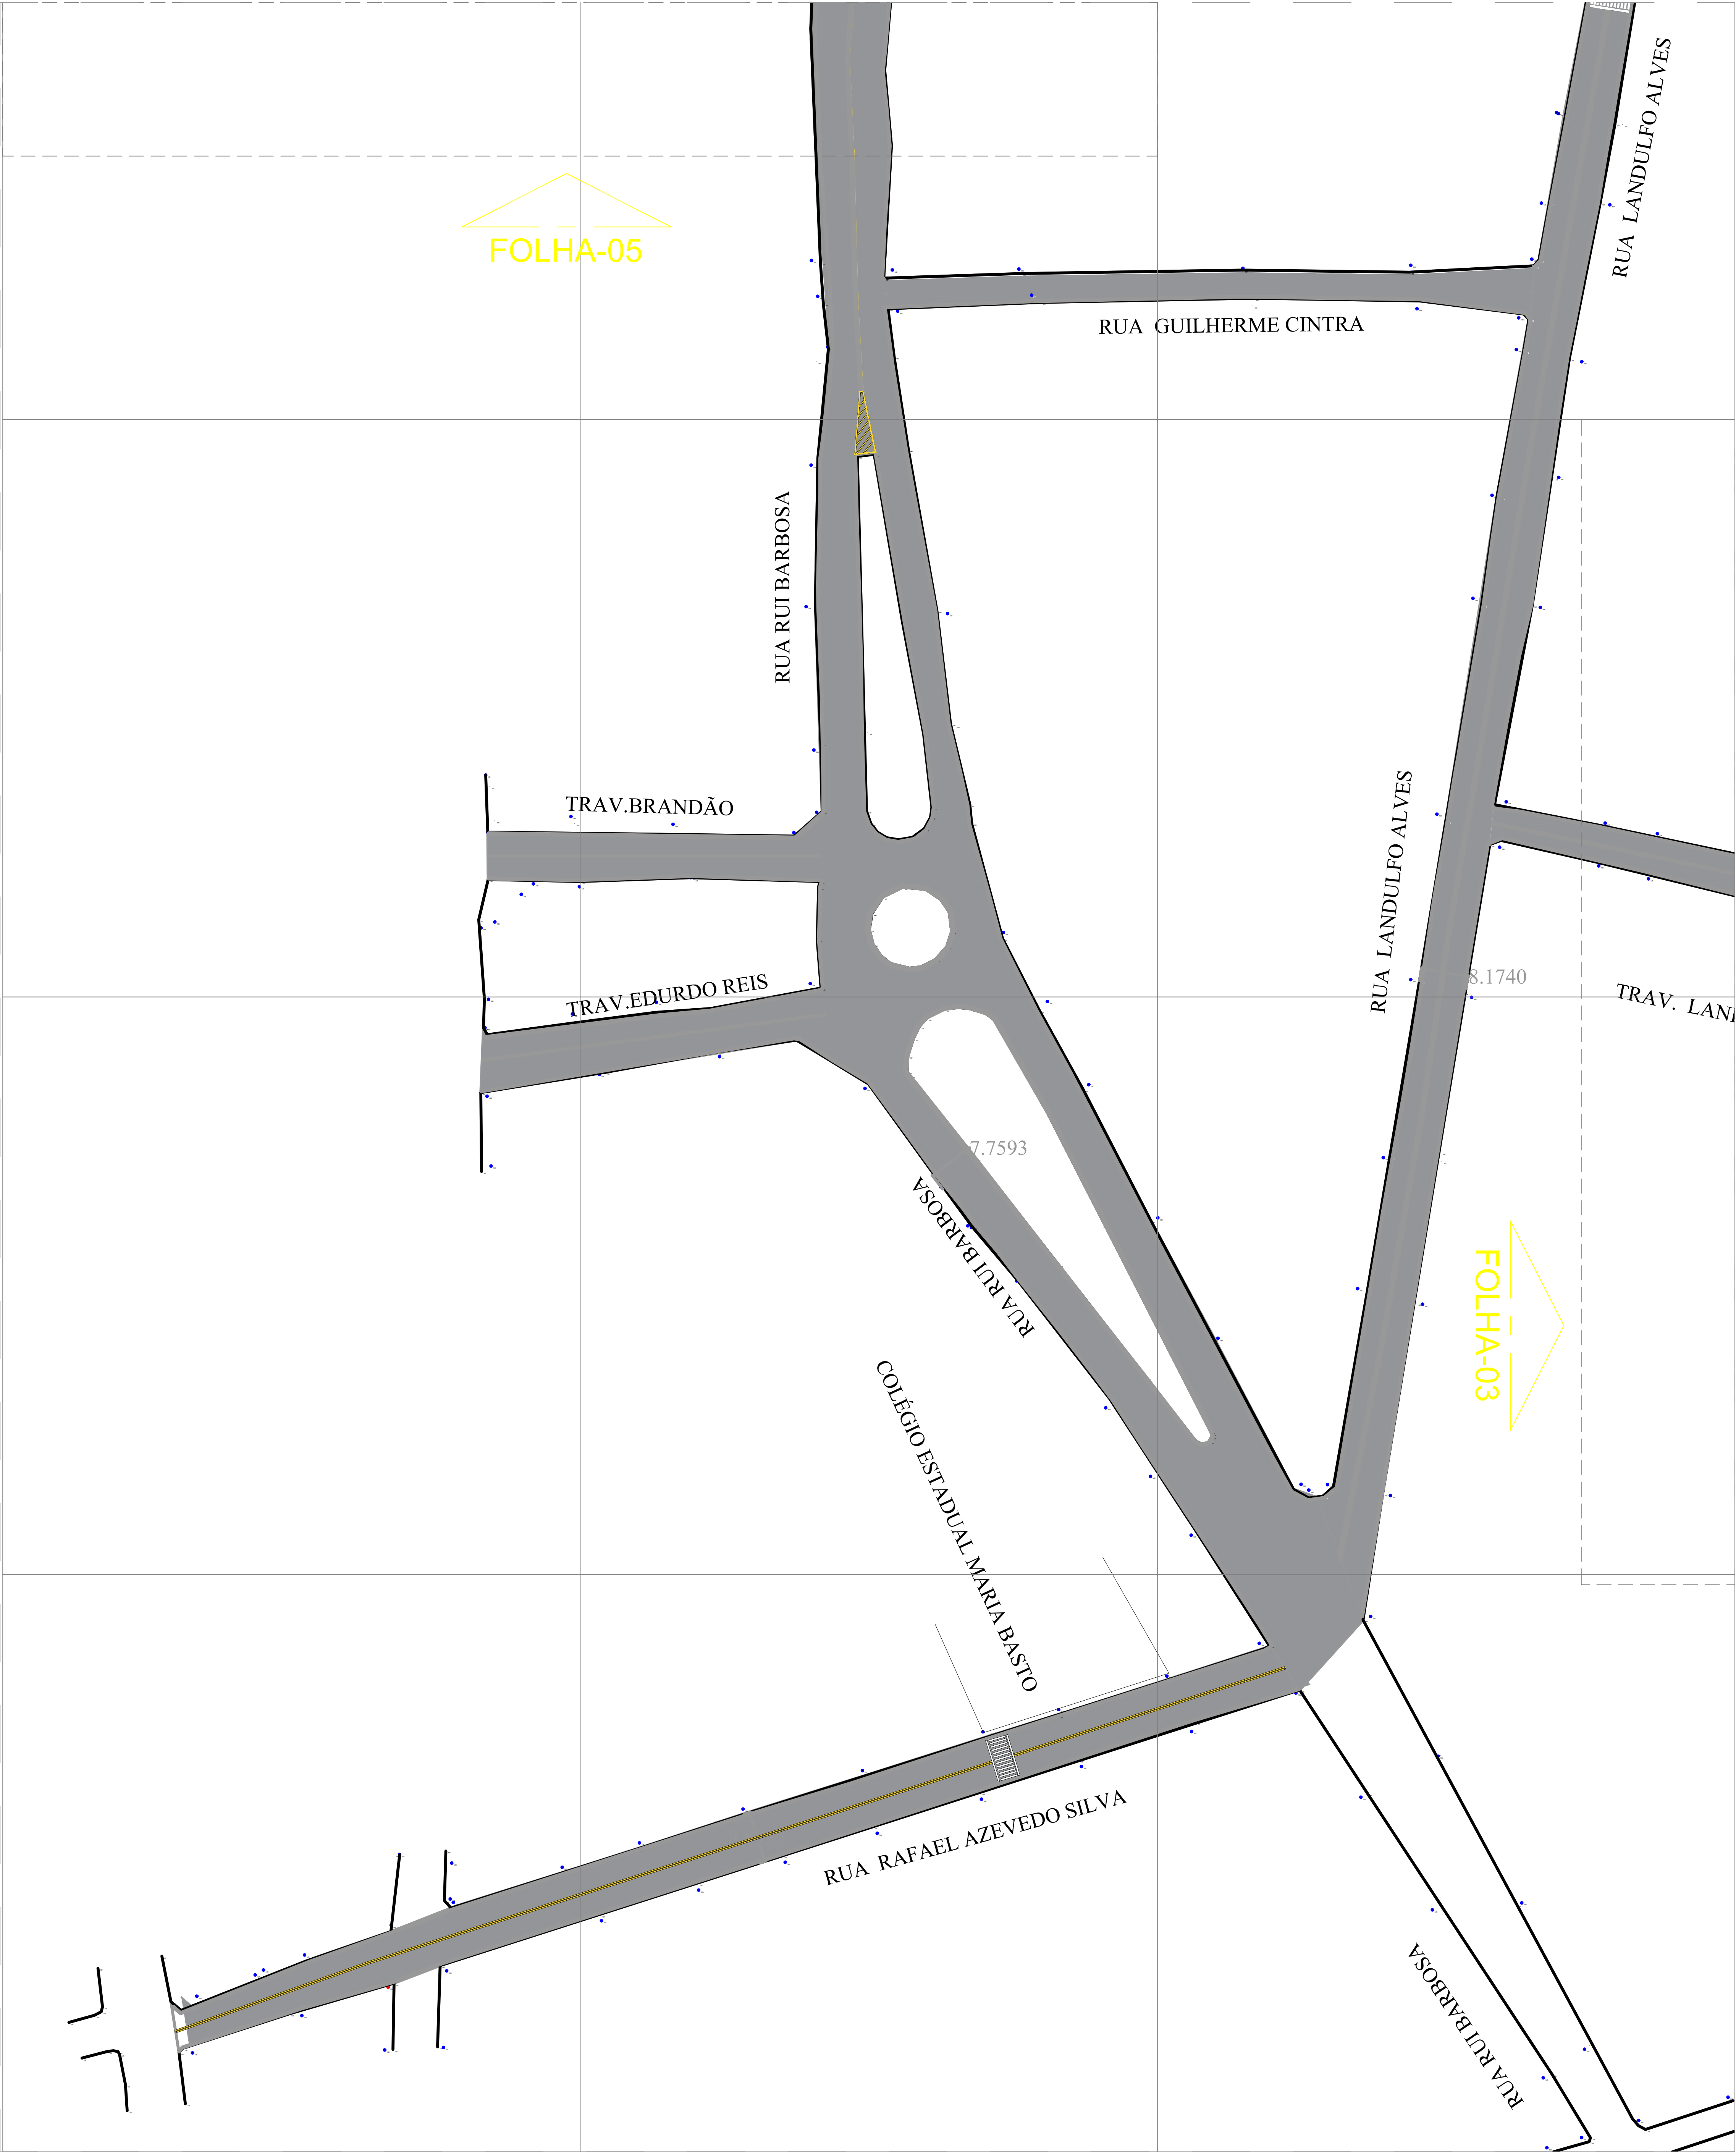 RUA LANDULFO ALVES
FOLHA-05
RUA GUILHERME CINTRA
RUA RUI BARBOSA
TRAV.BRANDÃO
RUA LANDULFO ALVES
8.1740
TRAV.EDURDO REIS
TRAV.
7.7593
RUA RUI BARBOSA
FOLHA-03
COLÉGIO ESTADUAL MARIA BASTO
RUA RAFAEL AZEVEDO SILVA
RUA RUI BARBOSA